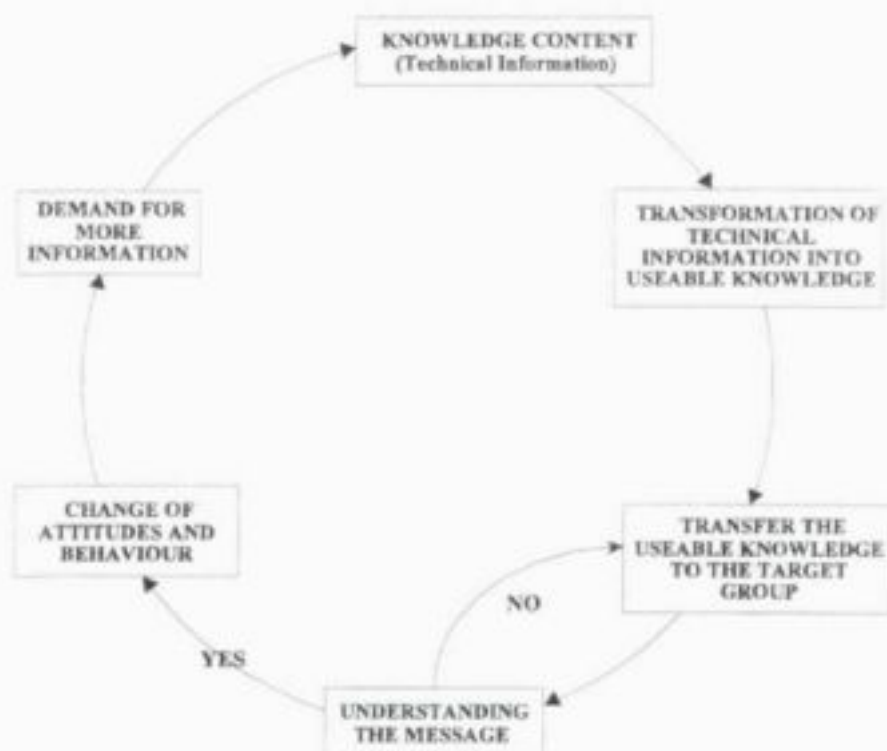 KNOWLEDGE CONTENT
(Technical Information)
TRANSFORMATION OF
TECHNICAL
INFORMATION INTO
USEABLE KNOWLEDGE
TRANSFER THE
USEABLE KNOWLEDGE
TO THE TARGET
GROUP
NO
UNDERSTANDING
THE MESSAGE
YES
CHANGE OF
ATTITUDES AND
BEHAVIOUR
DEMAND FOR
MORE
INFORMATION